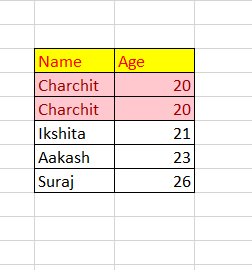 Name Age
Charchit 20
Charchit 20
Ikshita 21
Aakash 23
Suraj 26